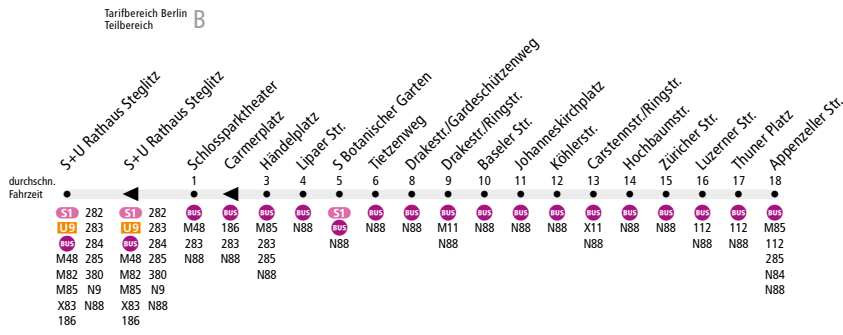 Tarifbereich Berlin
Teilbereich B
S+U Rathaus Steglitz
S+U Rathaus Steglitz
Schlossparktheater
Carmerplatz
Händelplatz
Lipaer Str.
S Botanischer Garten
Tietzenweg
Drakestr./Gardeschützenweg
Drakestr./Ringstr.
Baseler Str.
Johanneskirchplatz
Köhlerstr.
Carstennstr./Ringstr.
Hochbaumstr.
Züricher Str.
Luzerner Str.
Thuner Platz
Appenzeller Str.
durchschn.
Fahrzeit
1 3 4 5 6 8 9 10 11 12 13 14 15 16 17 18
S1 282 S1 282 BUS BUS BUS BUS S1 BUS BUS BUS BUS BUS BUS BUS BUS BUS BUS BUS BUS
U9 283 U9 283 M48 186 M85 N88 BUS N88 N88 M11 N88 N88 N88 X11 N88 N88 112 112 M85
BUS 284 BUS 284 283 283 283 N88 N88 N88 N88 N88 112
M48 285 M48 285 N88 N88 285 285
M82 380 M82 380 N88 N84
M85 N9 M85 N9 N88
X83 N88 X83 N88
186 186